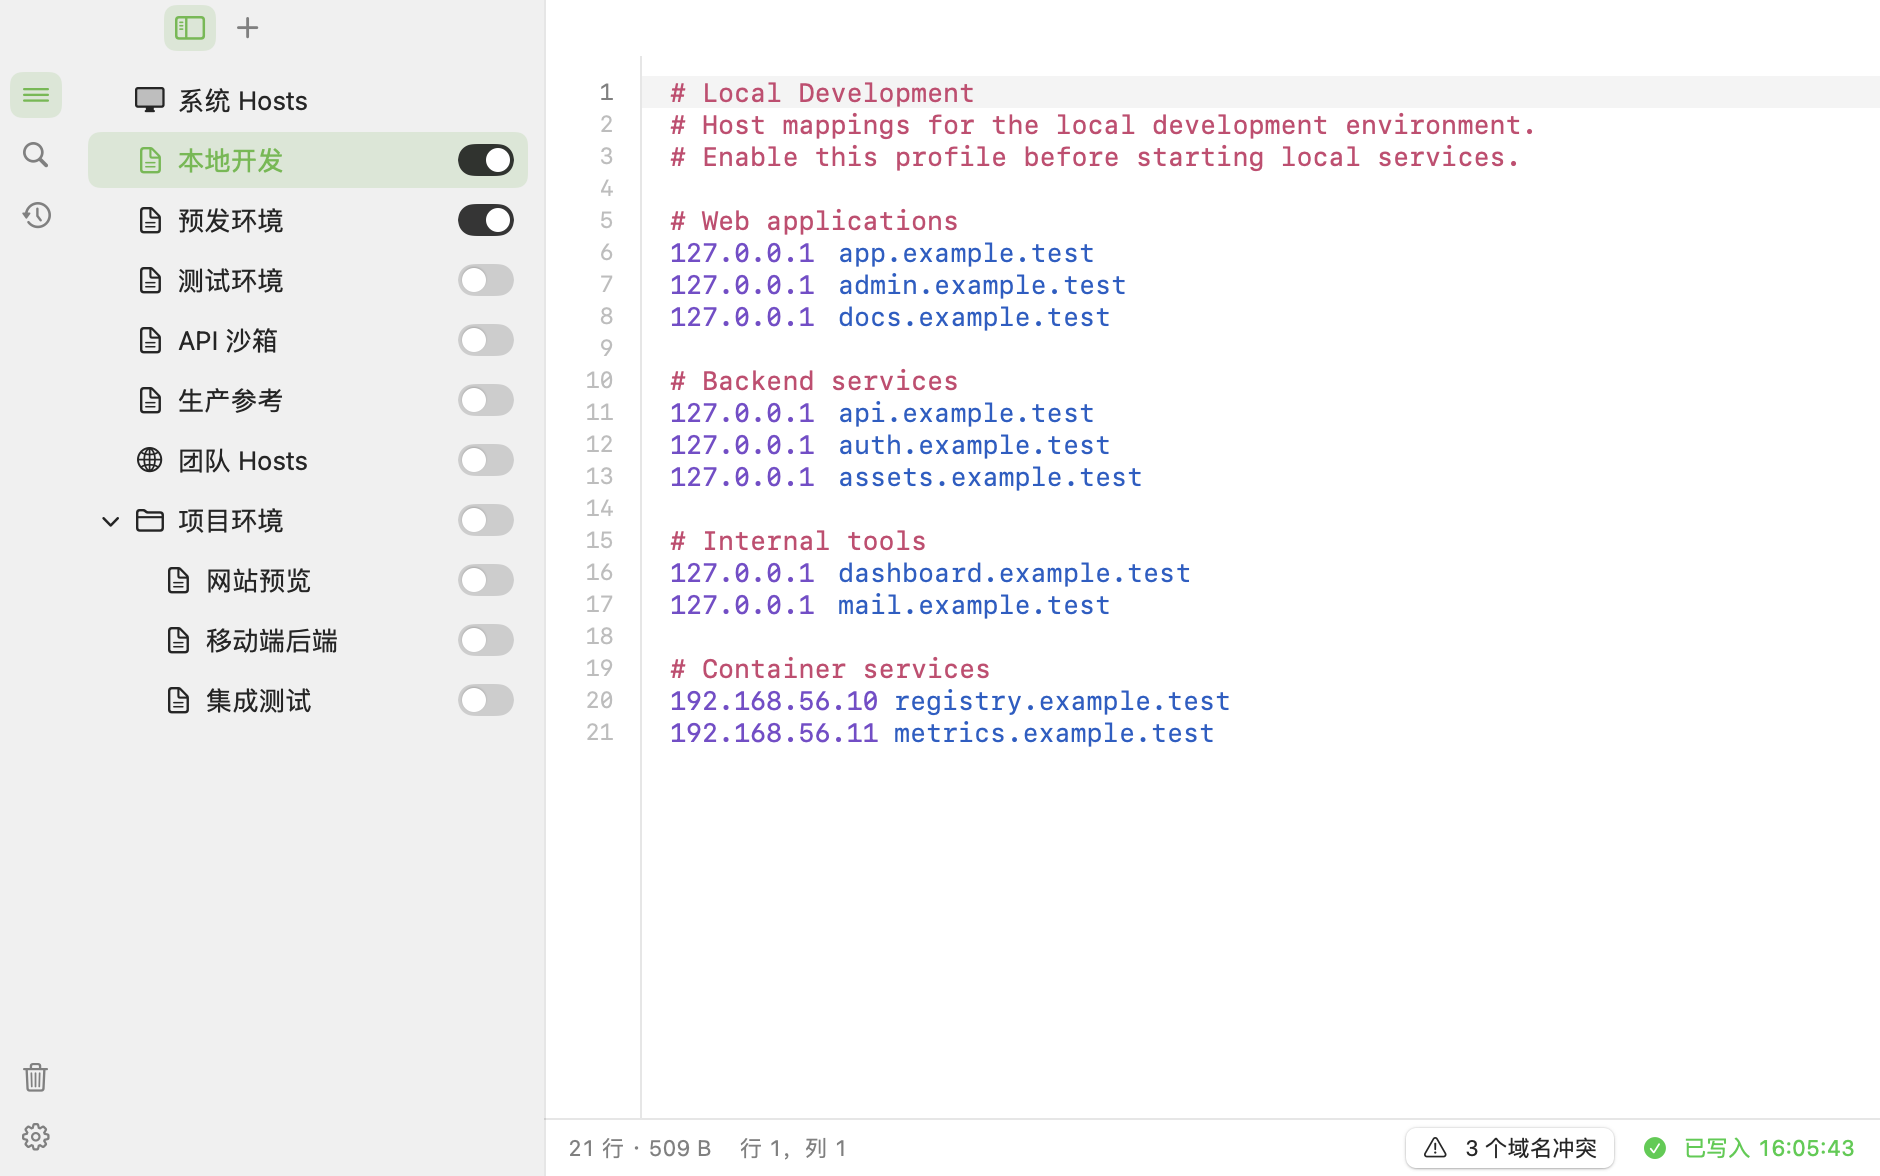 系统 Hosts
本地开发
预发环境
测试环境
API 沙箱
生产参考
团队 Hosts
项目环境
网站预览
移动端后端
集成测试
1 # Local Development
2 # Host mappings for the local development environment.
3 # Enable this profile before starting local services.
4
5 # Web applications
6 127.0.0.1 app.example.test
7 127.0.0.1 admin.example.test
8 127.0.0.1 docs.example.test
9
10 # Backend services
11 127.0.0.1 api.example.test
12 127.0.0.1 auth.example.test
13 127.0.0.1 assets.example.test
14
15 # Internal tools
16 127.0.0.1 dashboard.example.test
17 127.0.0.1 mail.example.test
18
19 # Container services
20 192.168.56.10 registry.example.test
21 192.168.56.11 metrics.example.test
21 行 · 509 B 行 1，列 1 3 个域名冲突 已写入 16:05:43